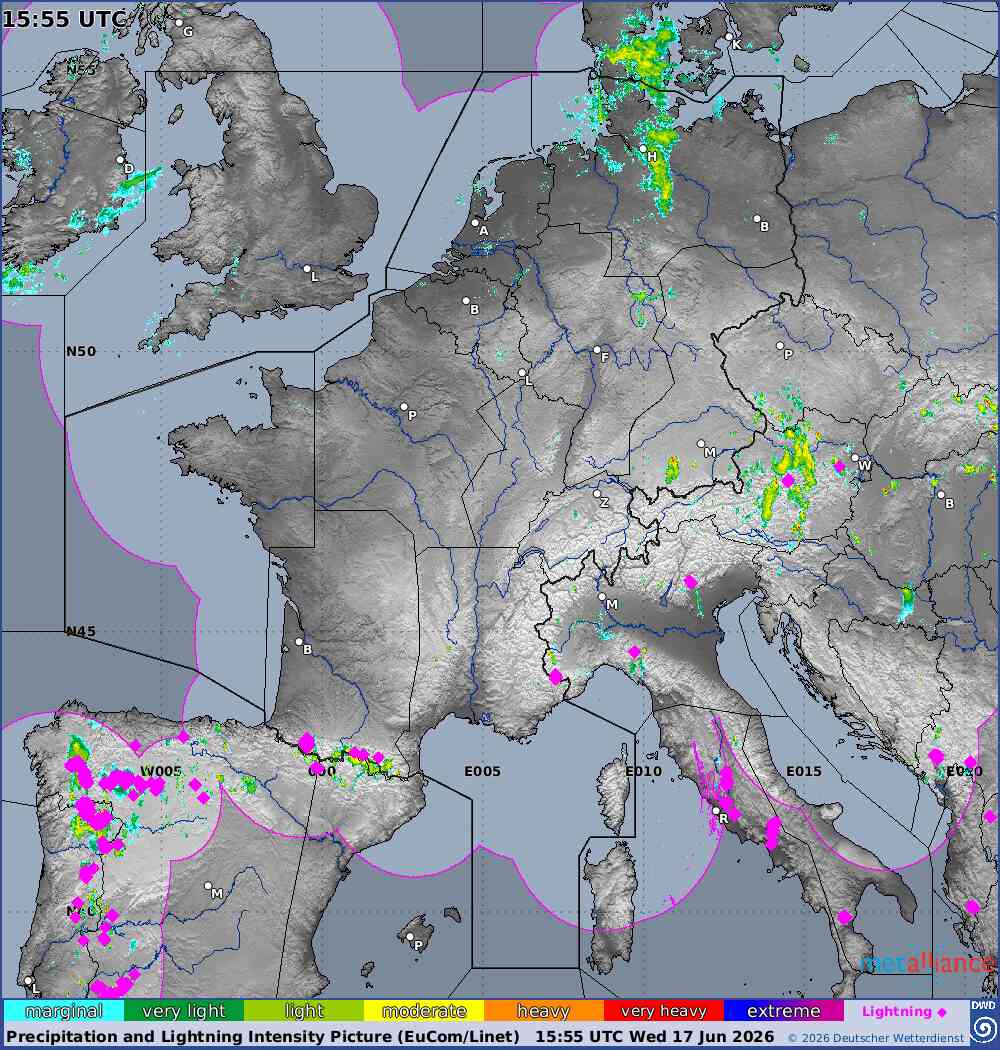 15:55 UTC
G
K
N55
D
H
A
B
L
B
N50
P
F
L
P
M
W
B
Z
M
N45
B
W005
000
E005
E010
E015
E020
R
M
N40
P
L
metalliance
marginal very light light moderate heavy very heavy extreme Lightning
DWD
Precipitation and Lightning Intensity Picture (EuCom/Linet) 15:55 UTC Wed 17 Jun 2026 © 2026 Deutscher Wetterdienst